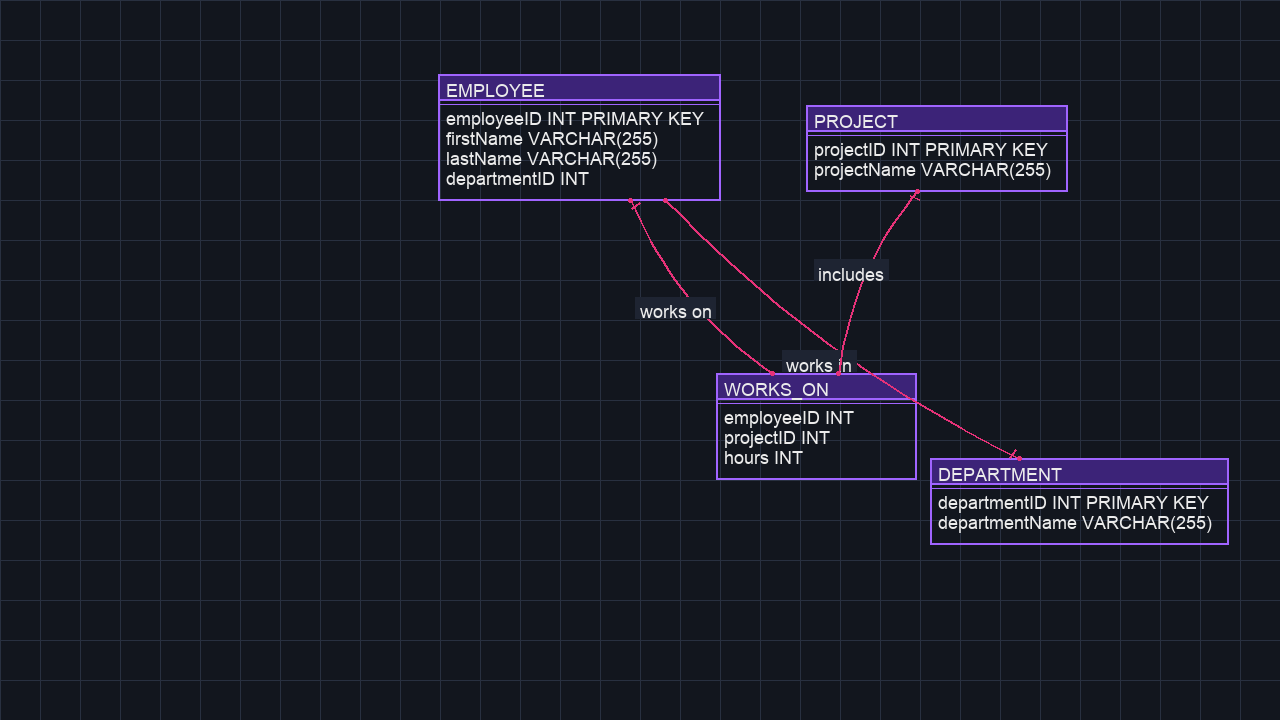 EMPLOYEE
employeeID INT PRIMARY KEY
firstName VARCHAR(255)
lastName VARCHAR(255)
departmentID INT
PROJECT
projectID INT PRIMARY KEY
projectName VARCHAR(255)
includes
works on
works in
WORKS_ON
employeeID INT
projectID INT
hours INT
DEPARTMENT
departmentID INT PRIMARY KEY
departmentName VARCHAR(255)